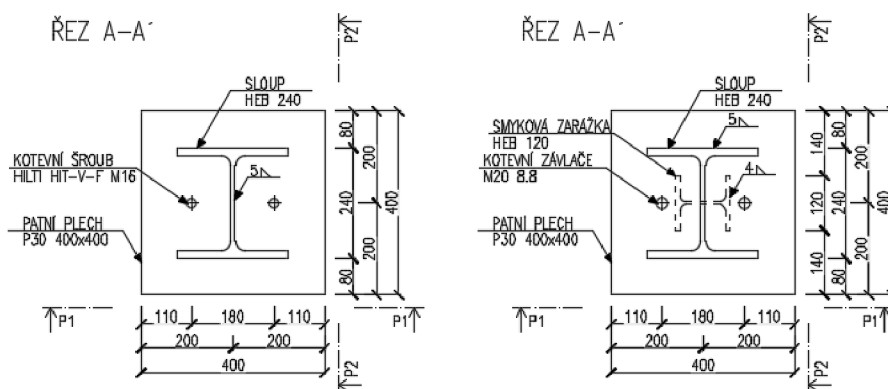 ŘEZ A-A´
P2
SLOUP
HEB 240
KOTEVNÍ ŠROUB
HILTI HIT-V-F M16
5
PATNÍ PLECH
P30 400x400
80
240
80
200
200
400
P1
110
180
110
P1
200
200
400
P2
ŘEZ A-A´
P2
SLOUP
HEB 240
SMYKOVÁ ZARÁŽKA
HEB 120
KOTEVNÍ ZÁVLAČE
M20 8.8
5
4
PATNÍ PLECH
P30 400x400
140
120
140
80
240
80
200
200
400
P1
110
180
110
P1
200
200
400
P2